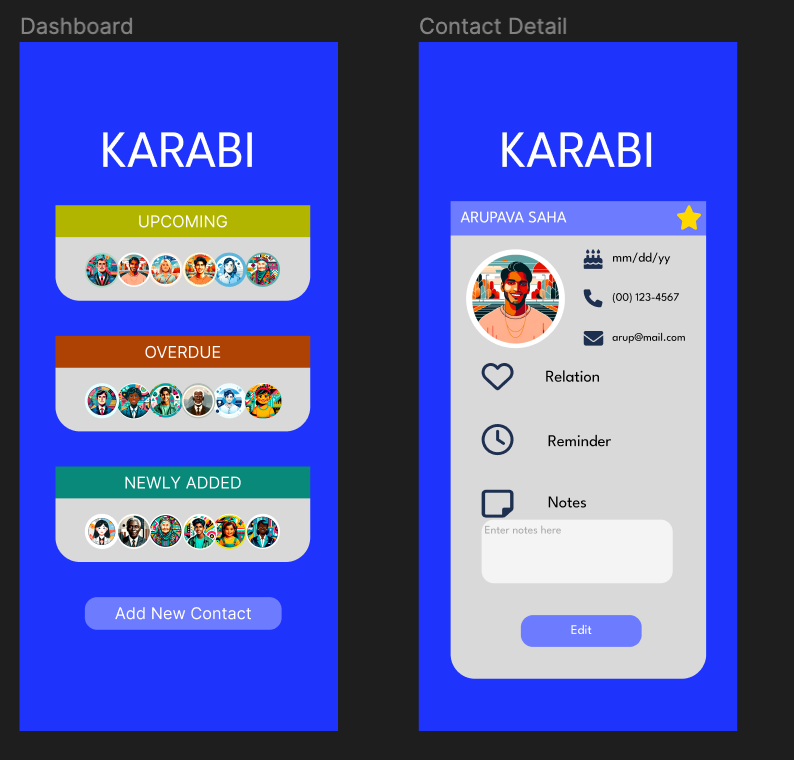 Dashboard
KARABI
UPCOMING
OVERDUE
NEWLY ADDED
Add New Contact
Contact Detail
KARABI
ARUPAVA SAHA
mm/dd/yy
(00) 123-4567
arup@mail.com
Relation
Reminder
Notes
Enter notes here
Edit